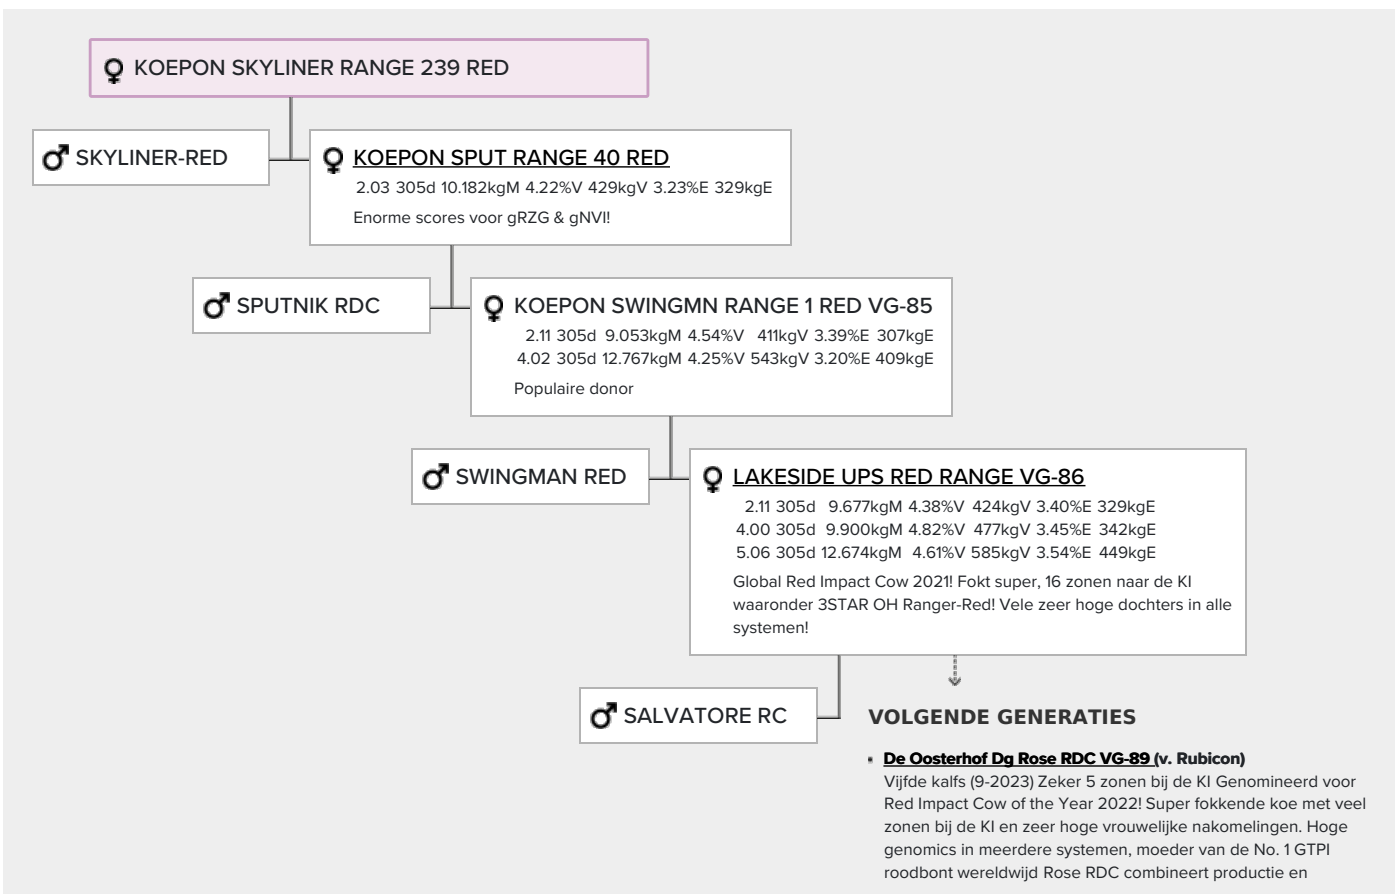 KOEPON SKYLINER RANGE 239 RED
SKYLINER-RED
KOEPON SPUT RANGE 40 RED
2.03 305d 10.182kgM 4.22%V 429kgV 3.23%E 329kgE
Enorme scores voor gRZG & gNVI!
SPUTNIK RDC
KOEPON SWINGMN RANGE 1 RED VG-85
2.11 305d 9.053kgM 4.54%V 411kgV 3.39%E 307kgE
4.02 305d 12.767kgM 4.25%V 543kgV 3.20%E 409kgE
Populaire donor
SWINGMAN RED
LAKESIDE UPS RED RANGE VG-86
2.11 305d 9.677kgM 4.38%V 424kgV 3.40%E 329kgE
4.00 305d 9.900kgM 4.82%V 477kgV 3.45%E 342kgE
5.06 305d 12.674kgM 4.61%V 585kgV 3.54%E 449kgE
Global Red Impact Cow 2021! Fokt super, 16 zonen naar de KI
waaronder 3STAR OH Ranger-Red! Vele zeer hoge dochters in alle
systemen!
SALVATORE RC
VOLGENDE GENERATIES
▪ De Oosterhof Dg Rose RDC VG-89 (v. Rubicon)
Vijfde kalfs (9-2023) Zeker 5 zonen bij de KI Genomineerd voor
Red Impact Cow of the Year 2022! Super fokkende koe met veel
zonen bij de KI en zeer hoge vrouwelijke nakomelingen. Hoge
genomics in meerdere systemen, moeder van de No. 1 GTPI
roodbont wereldwijd Rose RDC combineert productie en